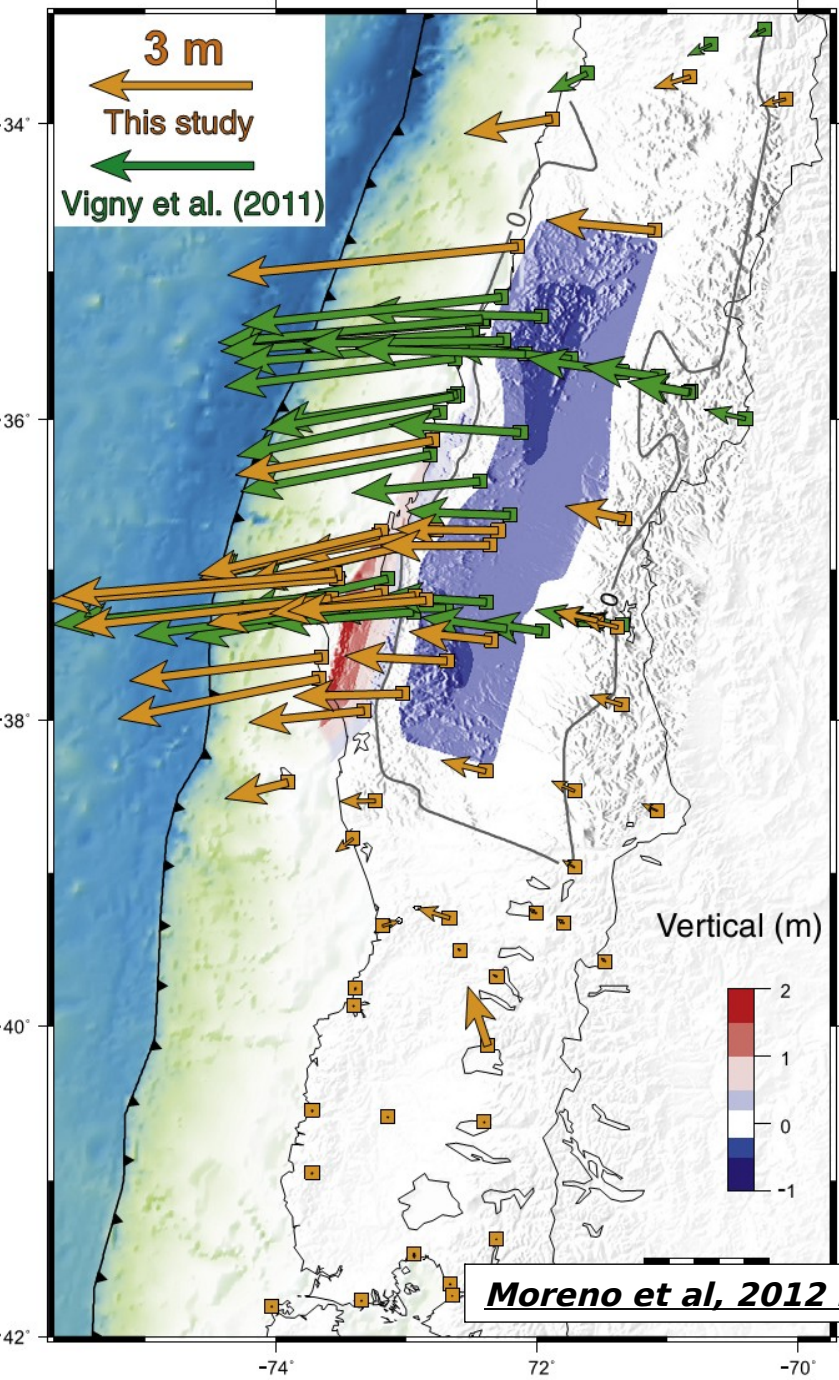 3 m
This study
Vigny et al. (2011)
-34°
0
-36°
0
-38°
Vertical (m)
2
1
0
-1
-40°
Moreno et al, 2012
-42°
-74°
72°
-70°